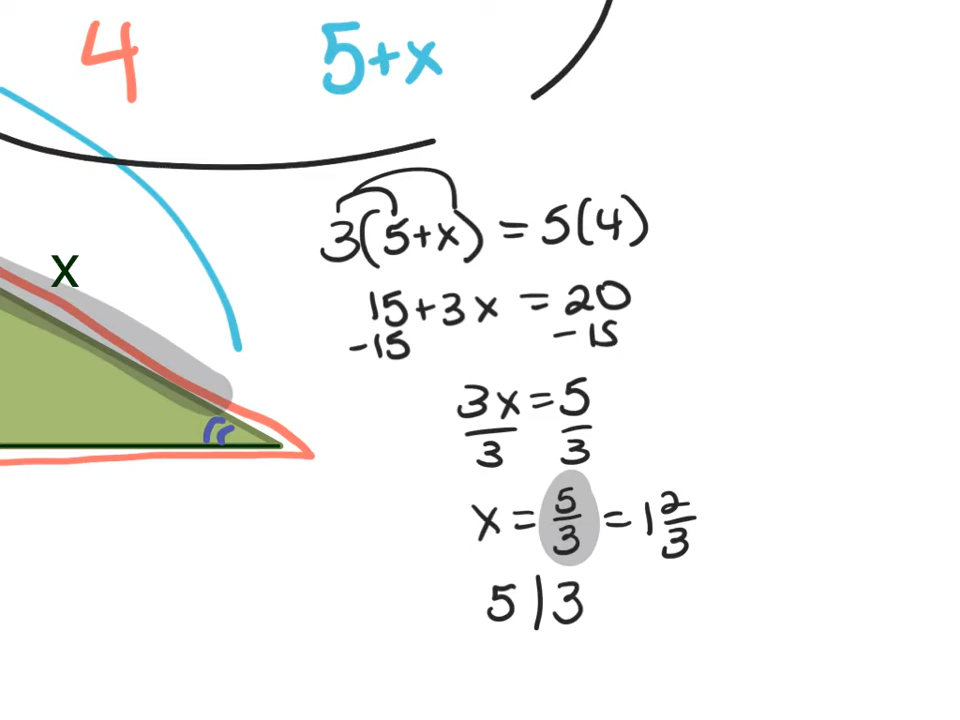 4 5+x
x
3(5+x) = 5(4)
15+3x = 20
-15 -15
3x = 5
3 3
x = 5/3 = 1 2/3
5 | 3